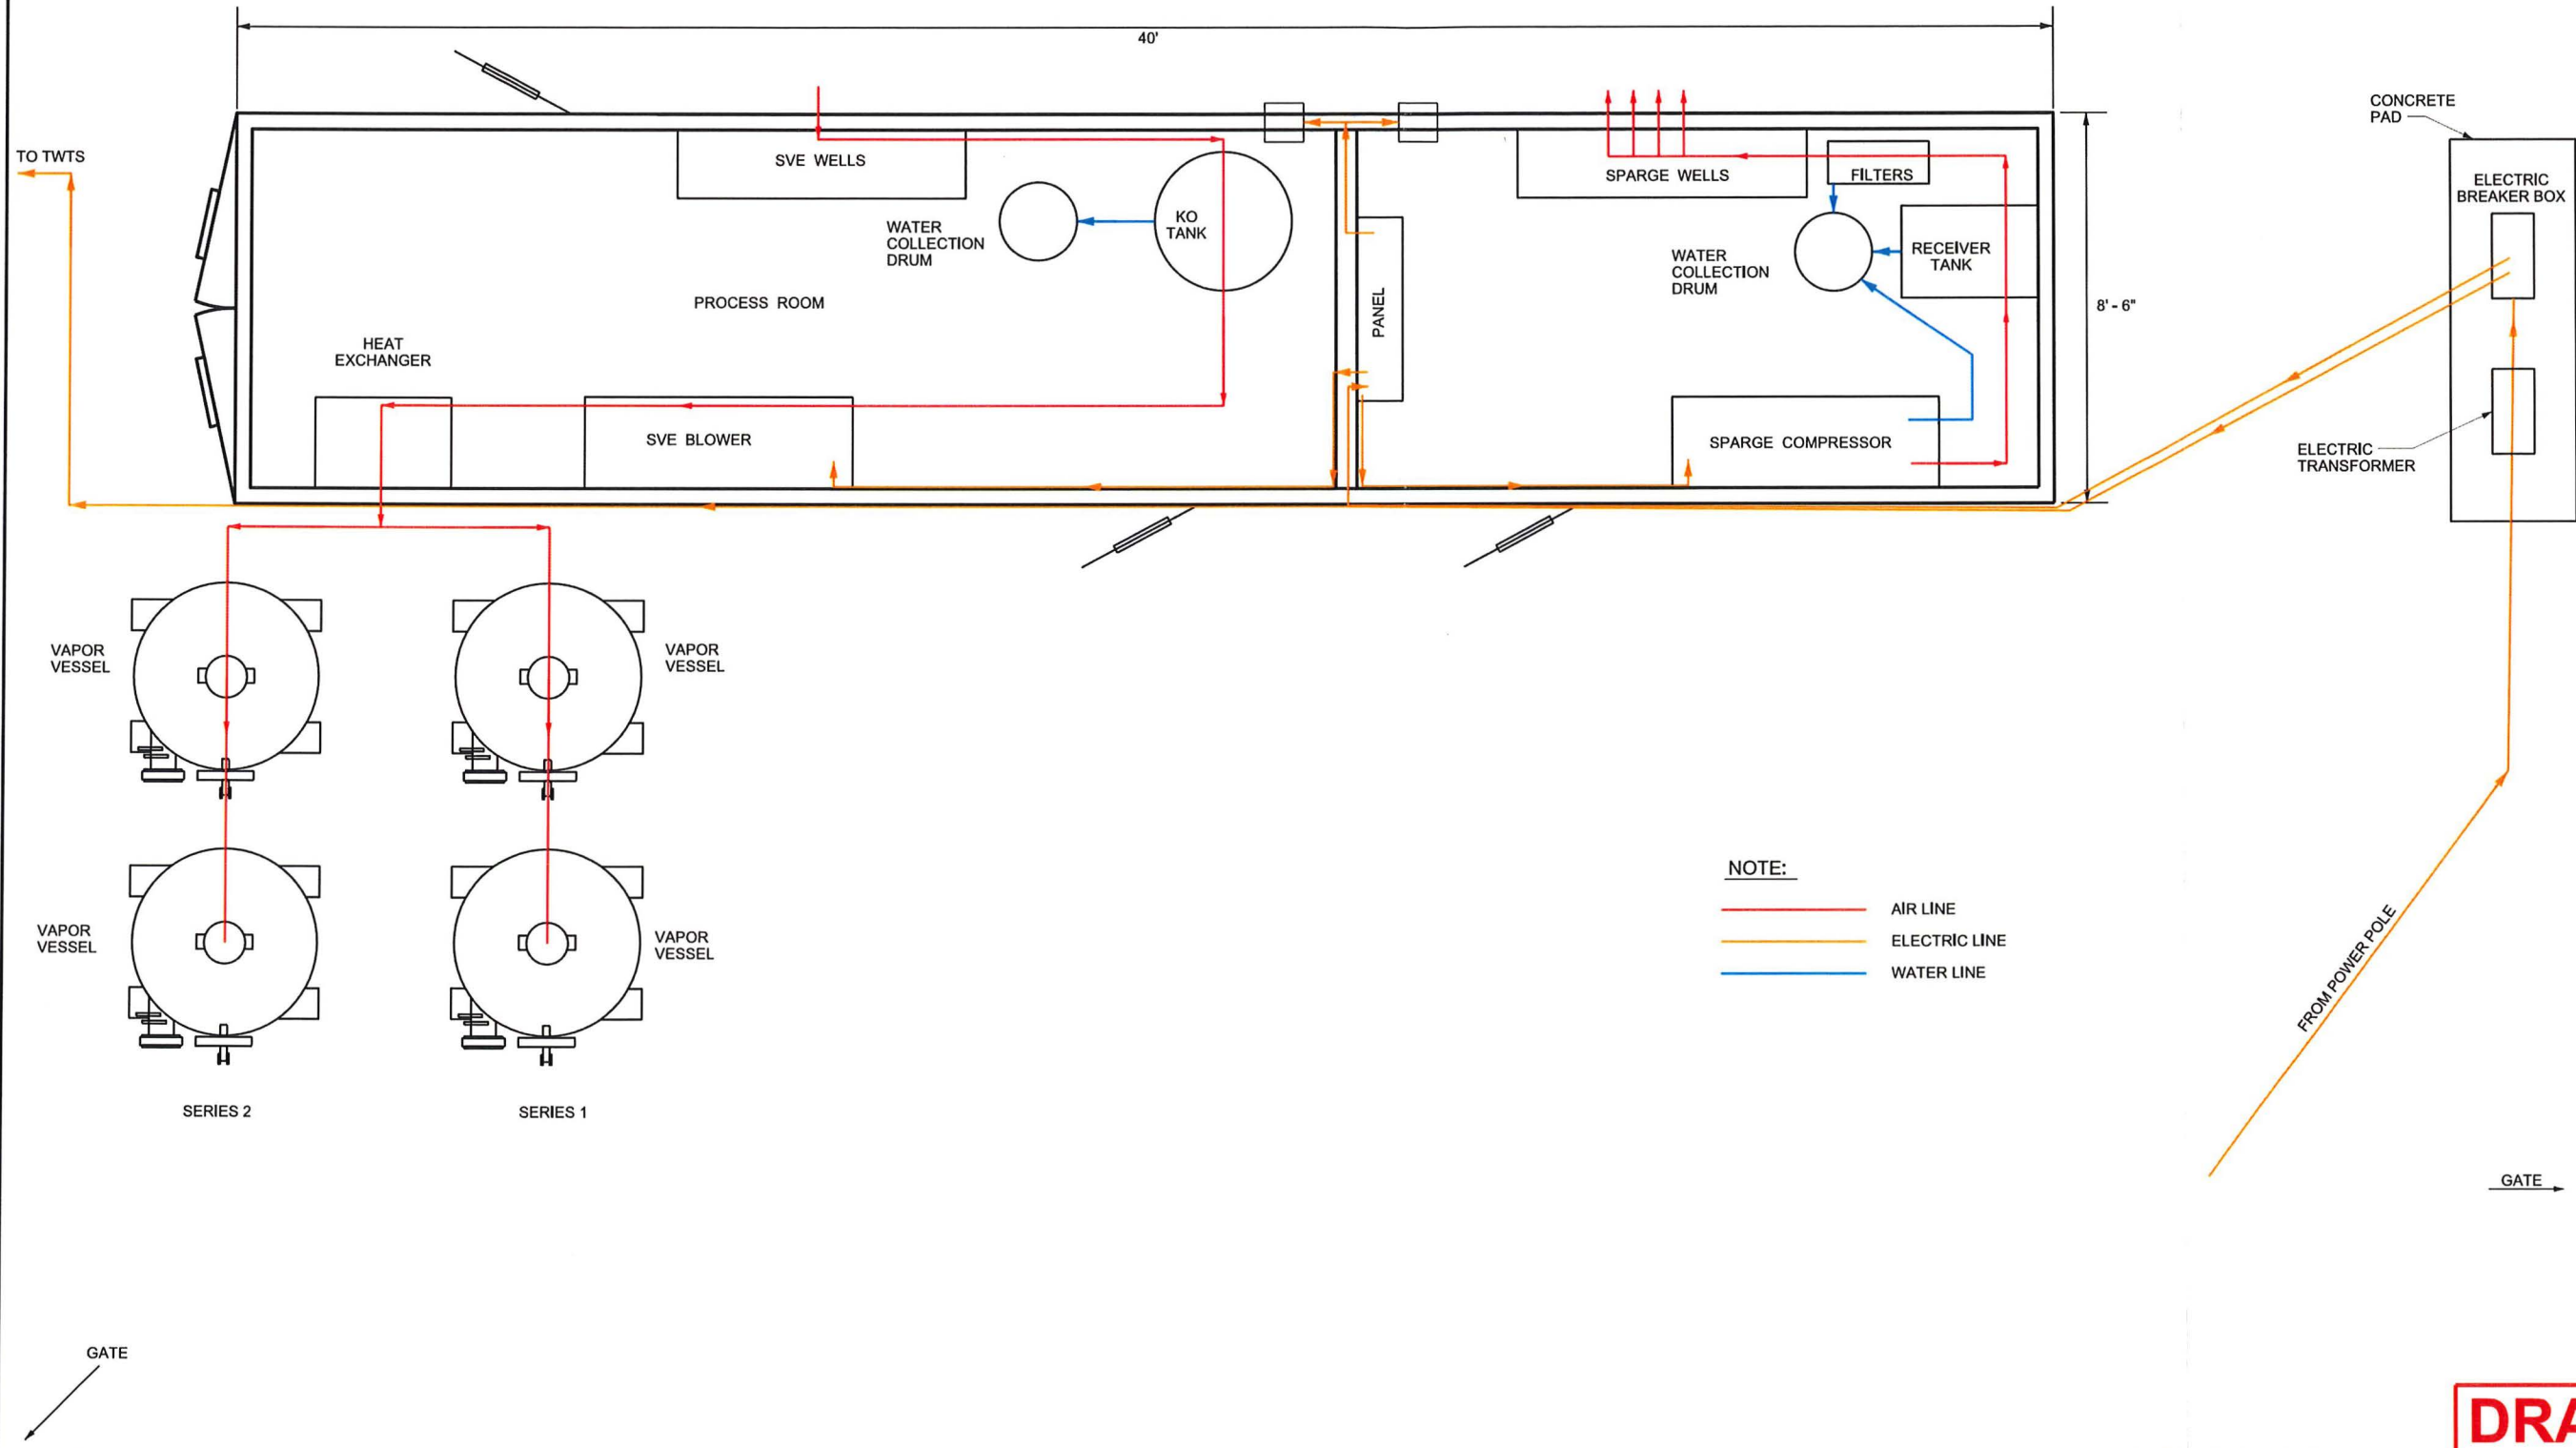 40'
CONCRETE
PAD
TO TWTS
SVE WELLS
SPARGE WELLS
FILTERS
ELECTRIC
BREAKER BOX
KO
TANK
WATER
COLLECTION
DRUM
WATER
COLLECTION
DRUM
RECEIVER
TANK
PROCESS ROOM
PANEL
8' - 6"
HEAT
EXCHANGER
SVE BLOWER
SPARGE COMPRESSOR
ELECTRIC
TRANSFORMER
VAPOR
VESSEL
VAPOR
VESSEL
NOTE:
AIR LINE
ELECTRIC LINE
WATER LINE
VAPOR
VESSEL
VAPOR
VESSEL
FROM POWER POLE
SERIES 2
SERIES 1
GATE
GATE
DRA